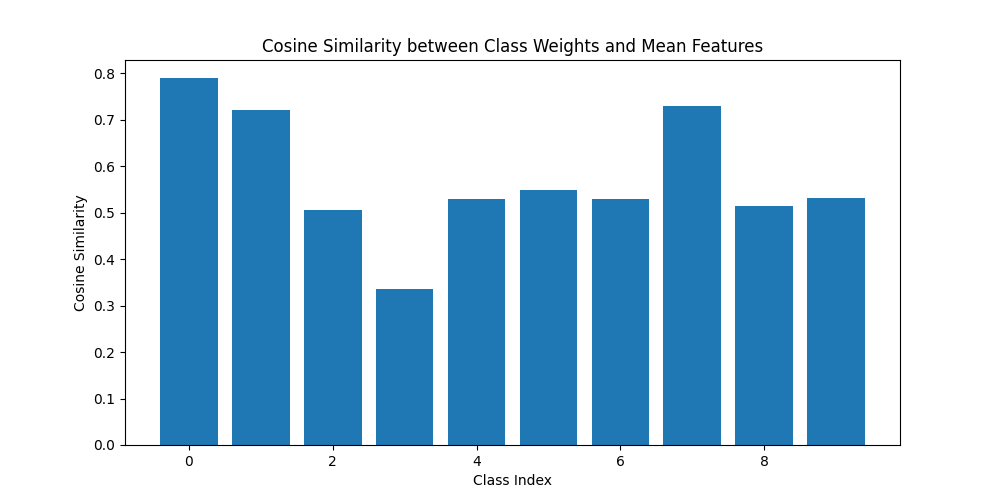 Cosine Similarity between Class Weights and Mean Features
0.8
0.7
0.6
0.5
0.4
0.3
0.2
0.1
0.0
Cosine Similarity
0 2 4 6 8
Class Index